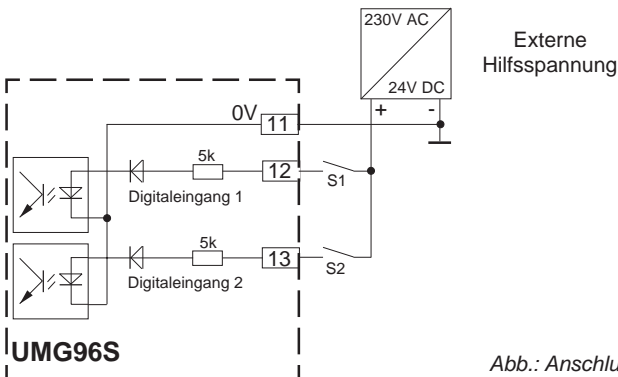 230V AC
24V DC
Externe
Hilfsspannung
+ -
0V
11
5k
12
S1
Digitaleingang 1
5k
13
S2
Digitaleingang 2
UMG96S
Abb.: Anschlu